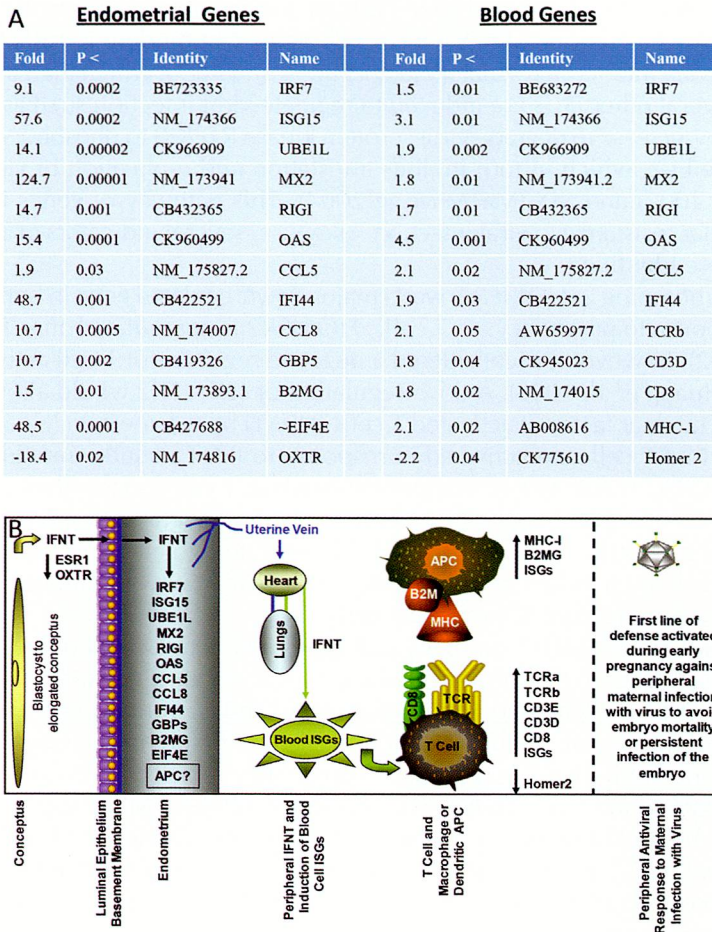 A
Endometrial Genes Blood Genes
Fold P < Identity Name Fold P < Identity Name
9.1 0.0002 BE723335 IRF7 1.5 0.01 BE683272 IRF7
57.6 0.0002 NM_174366 ISG15 3.1 0.01 NM_174366 ISG15
14.1 0.00002 CK966909 UBE1L 1.9 0.002 CK966909 UBE1L
124.7 0.00001 NM_173941 MX2 1.8 0.01 NM_173941.2 MX2
14.7 0.001 CB432365 RIGI 1.7 0.01 CB432365 RIGI
15.4 0.0001 CK960499 OAS 4.5 0.001 CK960499 OAS
1.9 0.03 NM_175827.2 CCL5 2.1 0.02 NM_175827.2 CCL5
48.7 0.001 CB422521 IFI44 1.9 0.03 CB422521 IFI44
10.7 0.0005 NM_174007 CCL8 2.1 0.05 AW659977 TCRb
10.7 0.002 CB419326 GBP5 1.8 0.04 CK945023 CD3D
1.5 0.01 NM_173893.1 B2MG 1.8 0.02 NM_174015 CD8
48.5 0.0001 CB427688 ~EIF4E 2.1 0.02 AB008616 MHC-1
-18.4 0.02 NM_174816 OXTR -2.2 0.04 CK775610 Homer 2
B
IFNT
ESR1
OXTR
Blastocyst to
elongated conceptus
IFNT
IRF7
ISG15
UBE1L
MX2
RIGI
OAS
CCL5
CCL8
IFI44
GBPs
B2MG
EIF4E
APC?
Uterine Vein
Heart
Lungs
IFNT
Blood ISGs
APC
B2M
MHC
MHC-I
B2MG
ISGs
CD8
TCR
T Cell
TCRa
TCRb
CD3E
CD3D
CD8
ISGs
Homer2
First line of
defense activated
during early
pregnancy against
peripheral
maternal infection
with virus to avoid
embryo mortality
or persistent
infection of the
embryo
Conceptus
Luminal Epithelium
Basement Membrane
Endometrium
Peripheral IFNT and
Induction of Blood
Cell ISGs
T Cell and
Macrophage or
Dendritic APC
Peripheral Antiviral
Response to Maternal
Infection with Virus